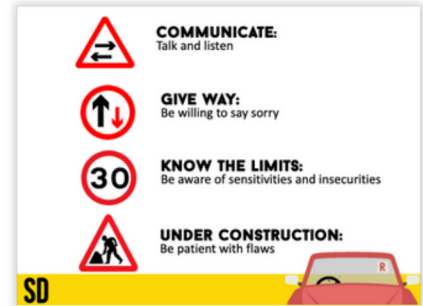 COMMUNICATE:
Talk and listen
GIVE WAY:
Be willing to say sorry
30
KNOW THE LIMITS:
Be aware of sensitivities and insecurities
UNDER CONSTRUCTION:
Be patient with flaws
R
SD